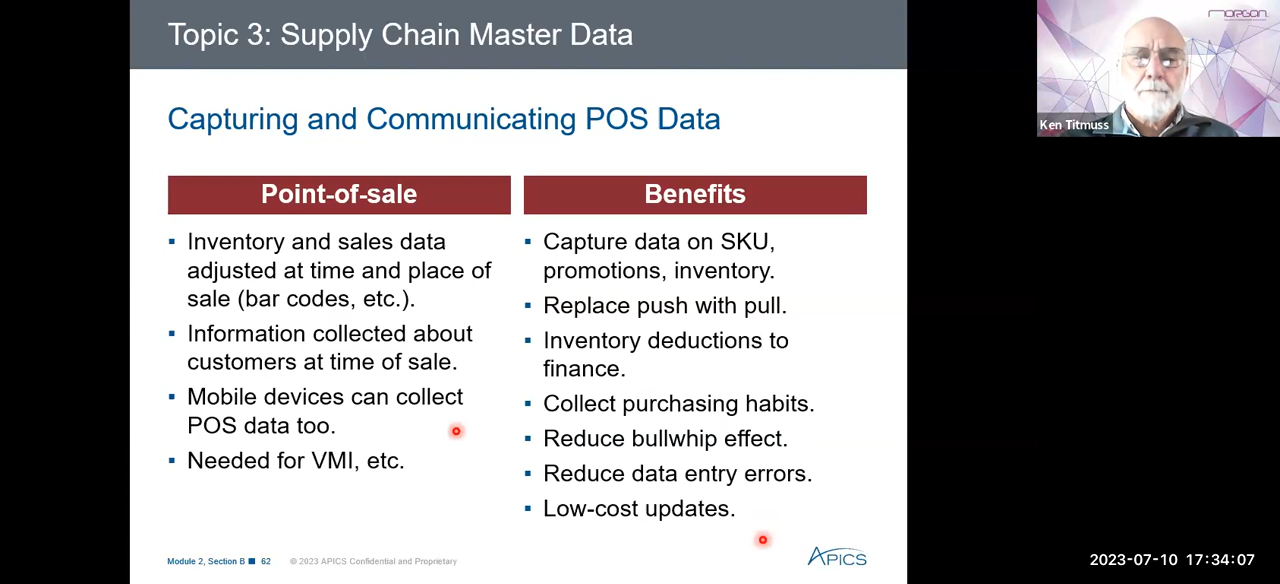 Topic 3: Supply Chain Master Data
Capturing and Communicating POS Data
Point-of-sale
Inventory and sales data
adjusted at time and place of
sale (bar codes, etc.).
Information collected about
customers at time of sale.
Mobile devices can collect
POS data too.
Needed for VMI, etc.
Benefits
Capture data on SKU,
promotions, inventory.
Replace push with pull.
Inventory deductions to
finance.
Collect purchasing habits.
Reduce bullwhip effect.
Reduce data entry errors.
Low-cost updates.
Module 2, Section B ■ 62 © 2023 APICS Confidential and Proprietary
APICS
morgan
Ken Titmuss
2023-07-10 17:34:07